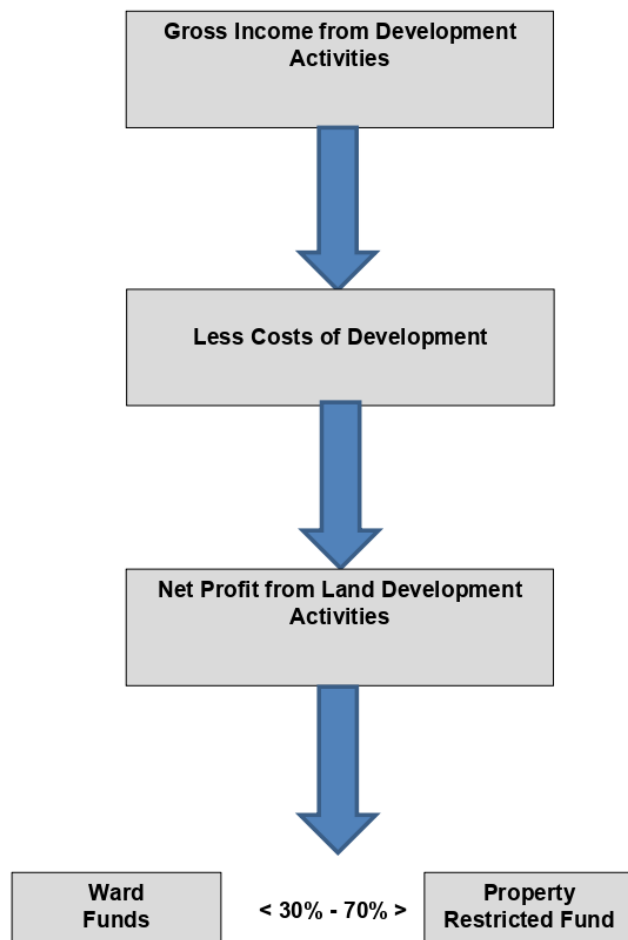 Gross Income from Development
Activities
Less Costs of Development
Net Profit from Land Development
Activities
Ward
Funds
< 30% - 70% >
Property
Restricted Fund